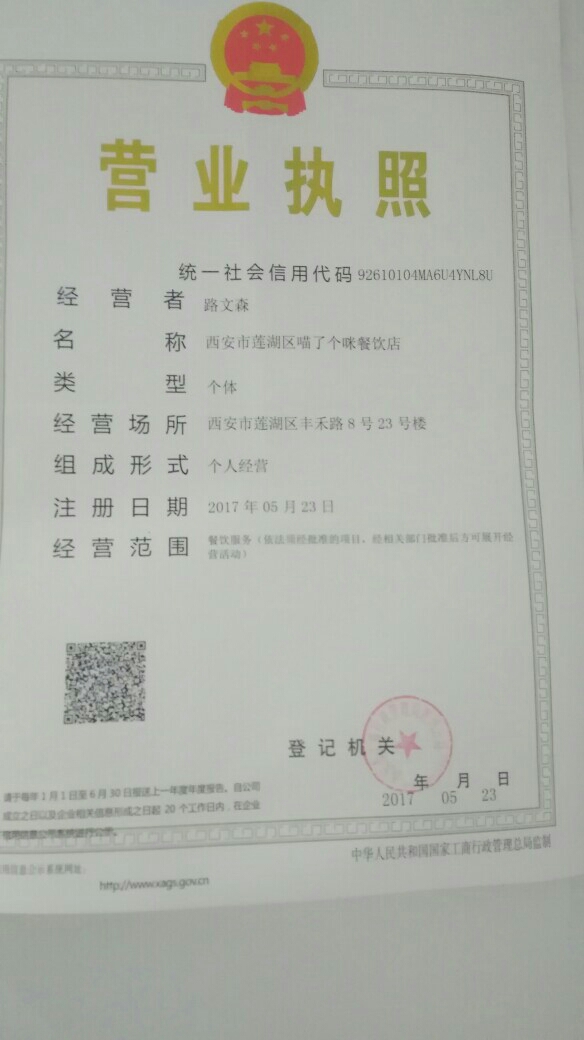 营业执照
统一社会信用代码 92610104MA6U4YNL8U
经营者 路文森
名称 西安市莲湖区喵了个咪餐饮店
类型 个体
经营场所 西安市莲湖区丰禾路8号23号楼
组成形式 个人经营
注册日期 2017年05月23日
经营范围 餐饮服务（依法须经批准的项目，经相关部门批准后方可展开经
营活动）
登记机关
年 月 日
2017 05 23
请于每年1月1日至6月30日报送上一年度年度报告。自公司
成立之日以及企业相关信息形成之日起 20 个工作日内，在企业
信用信息公示系统进行公示。
信息公示系统网址：
http://www.xags.gov.cn
中华人民共和国国家工商行政管理总局监制